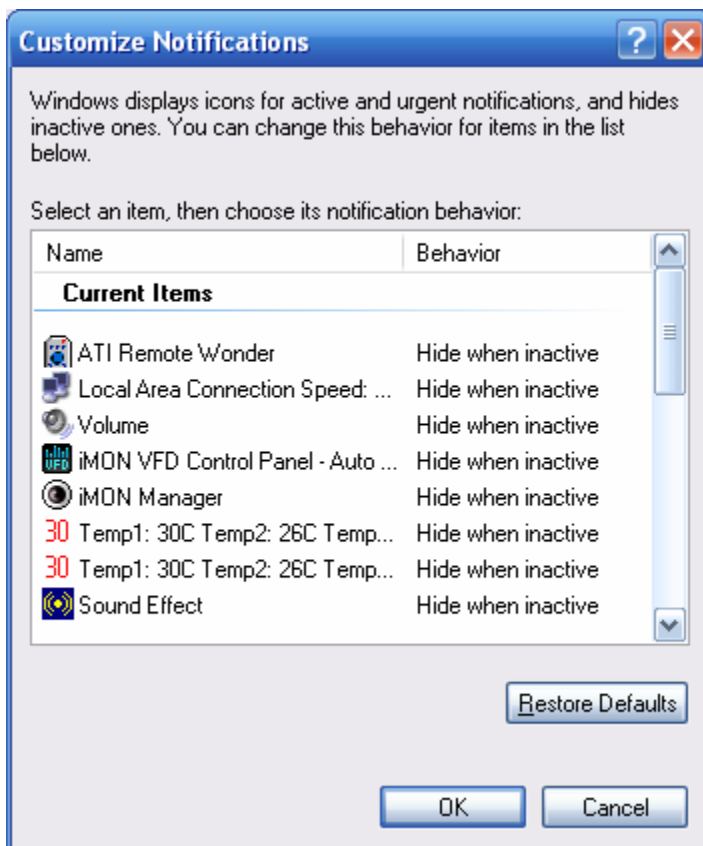 Customize Notifications
Windows displays icons for active and urgent notifications, and hides
inactive ones. You can change this behavior for items in the list
below.
Select an item, then choose its notification behavior:
Name Behavior
Current Items
ATI Remote Wonder Hide when inactive
Local Area Connection Speed: ... Hide when inactive
Volume Hide when inactive
VFD iMON VFD Control Panel - Auto ... Hide when inactive
iMON Manager Hide when inactive
30 Temp1: 30C Temp2: 26C Temp... Hide when inactive
30 Temp1: 30C Temp2: 26C Temp... Hide when inactive
Sound Effect Hide when inactive
Restore Defaults
OK Cancel